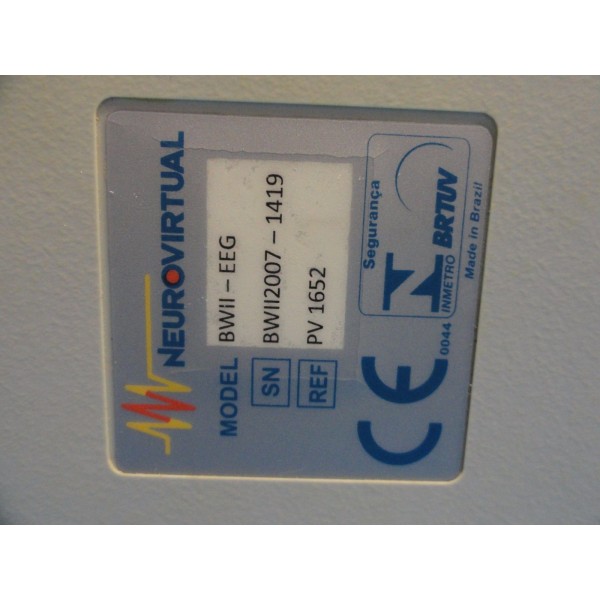 NEUROVIRTUAL
MODEL BWII – EEG
SN BWII2007 – 1419
REF PV 1652
Segurança
CE 0044 N INMETRO BRTUV
Made in Brazil